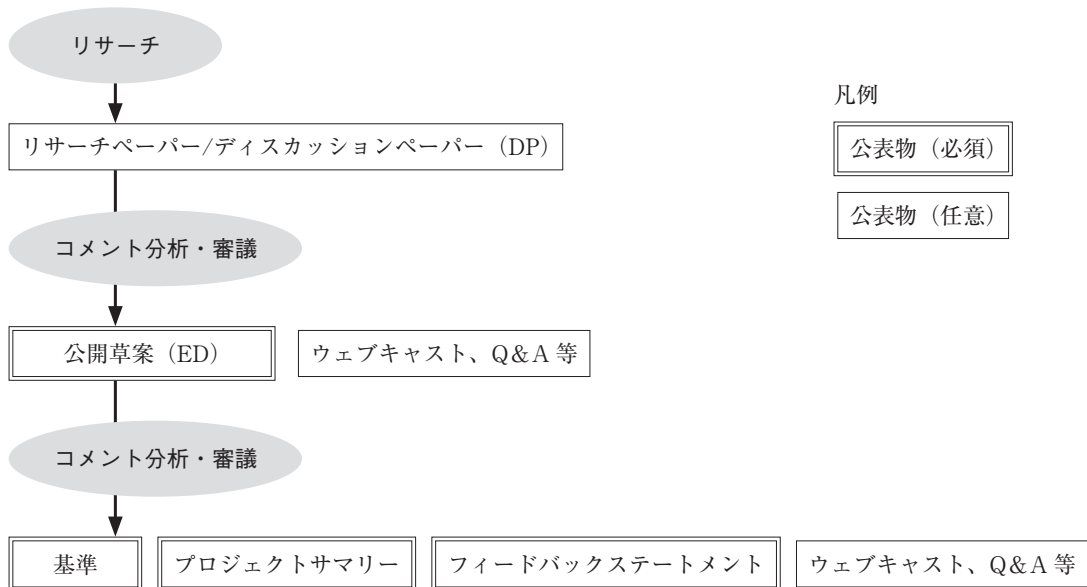 リサーチ
凡例
リサーチペーパー/ディスカッションペーパー（DP）
公表物（必須）
公表物（任意）
コメント分析・審議
公開草案（ED）
ウェブキャスト、Q&A 等
コメント分析・審議
基準
プロジェクトサマリー
フィードバックステートメント
ウェブキャスト、Q&A 等